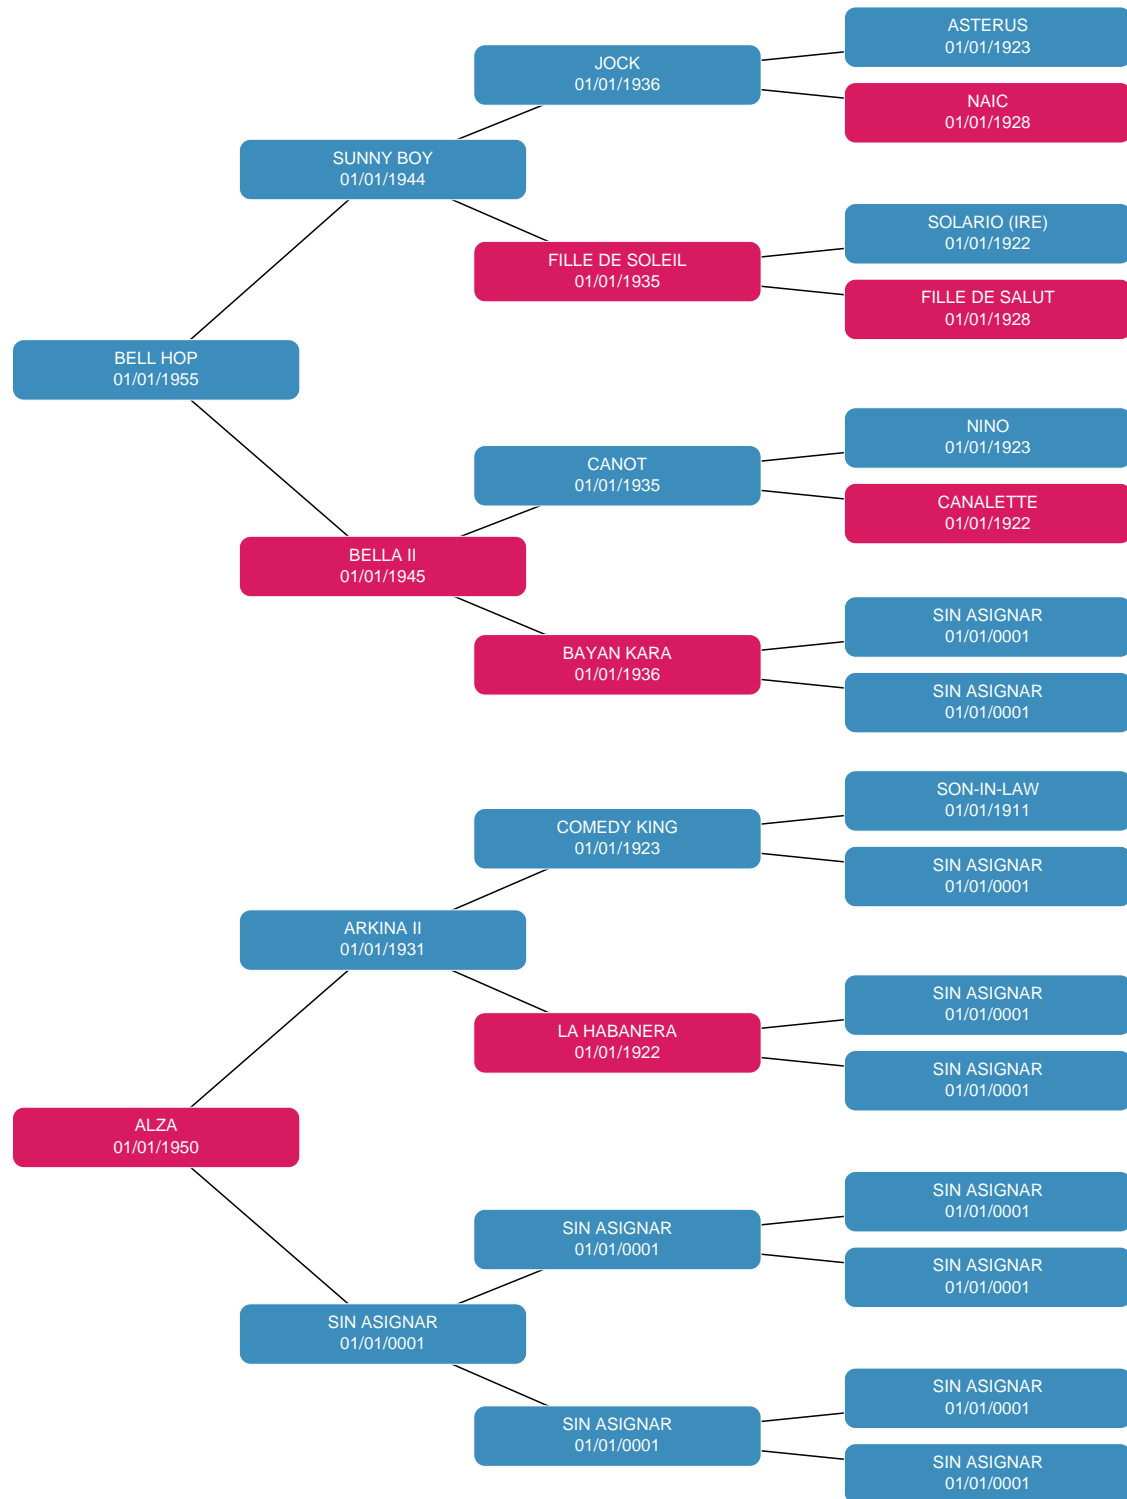 ASTERUS
01/01/1923
JOCK
01/01/1936
NAIC
01/01/1928
SUNNY BOY
01/01/1944
SOLARIO (IRE)
01/01/1922
FILLE DE SOLEIL
01/01/1935
FILLE DE SALUT
01/01/1928
BELL HOP
01/01/1955
NINO
01/01/1923
CANOT
01/01/1935
CANALETTE
01/01/1922
BELLA II
01/01/1945
SIN ASIGNAR
01/01/0001
BAYAN KARA
01/01/1936
SIN ASIGNAR
01/01/0001
SON-IN-LAW
01/01/1911
COMEDY KING
01/01/1923
SIN ASIGNAR
01/01/0001
ARKINA II
01/01/1931
SIN ASIGNAR
01/01/0001
LA HABANERA
01/01/1922
SIN ASIGNAR
01/01/0001
ALZA
01/01/1950
SIN ASIGNAR
01/01/0001
SIN ASIGNAR
01/01/0001
SIN ASIGNAR
01/01/0001
SIN ASIGNAR
01/01/0001
SIN ASIGNAR
01/01/0001
SIN ASIGNAR
01/01/0001
SIN ASIGNAR
01/01/0001